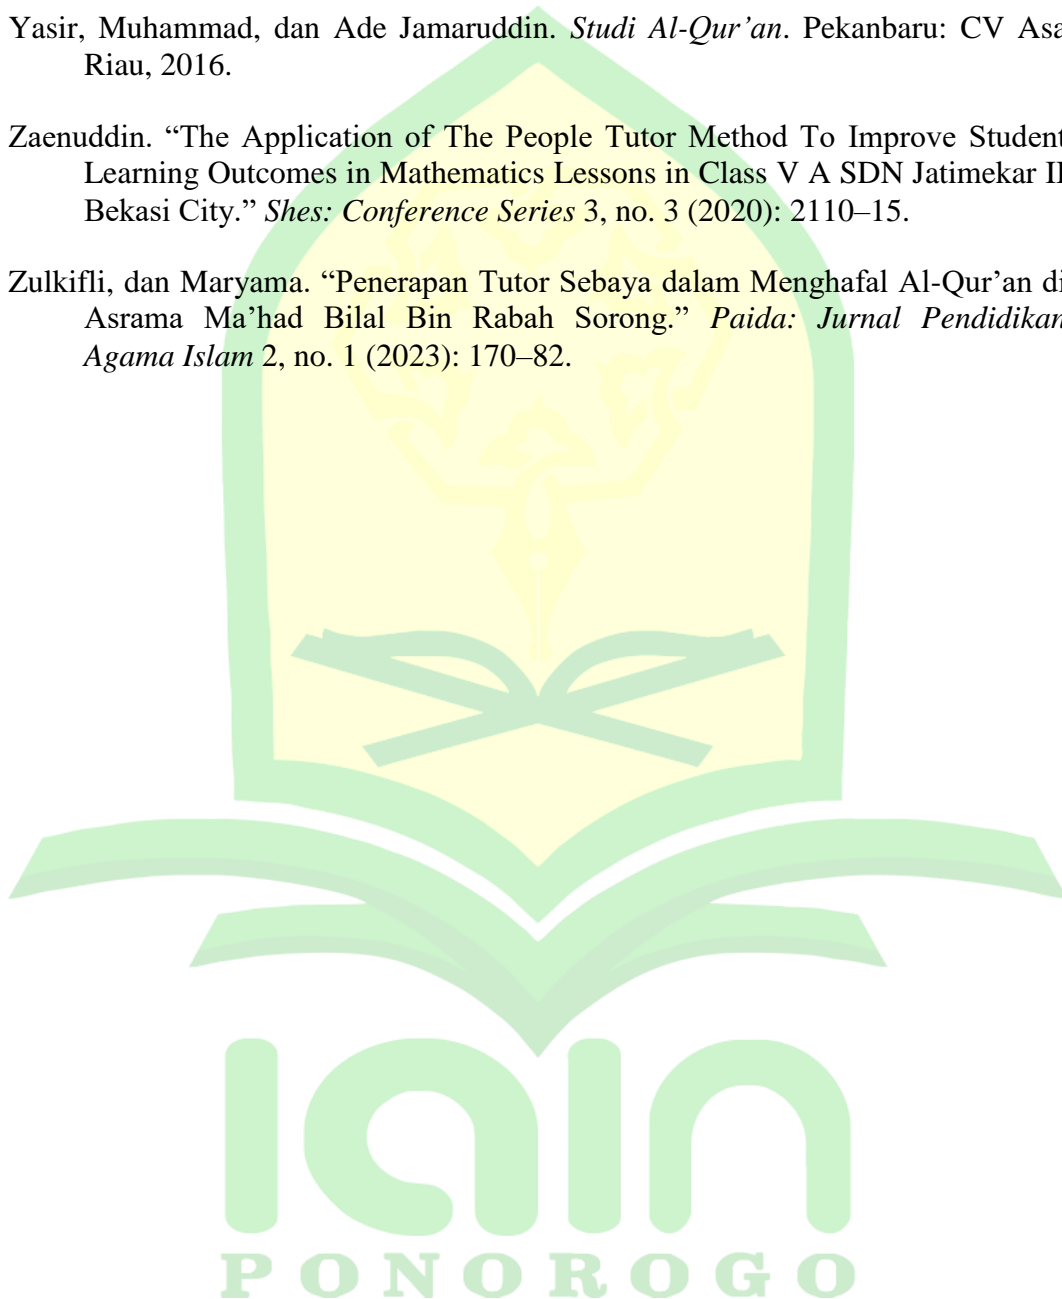 Yasir, Muhammad, dan Ade Jamaruddin. Studi Al-Qur’an. Pekanbaru: CV Asa
Riau, 2016.
Zaenuddin. “The Application of The People Tutor Method To Improve Student
Learning Outcomes in Mathematics Lessons in Class V A SDN Jatimekar II
Bekasi City.” Shes: Conference Series 3, no. 3 (2020): 2110–15.
Zulkifli, dan Maryama. “Penerapan Tutor Sebaya dalam Menghafal Al-Qur’an di
Asrama Ma’had Bilal Bin Rabah Sorong.” Paida: Jurnal Pendidikan
Agama Islam 2, no. 1 (2023): 170–82.
IAIN
PONOROGO